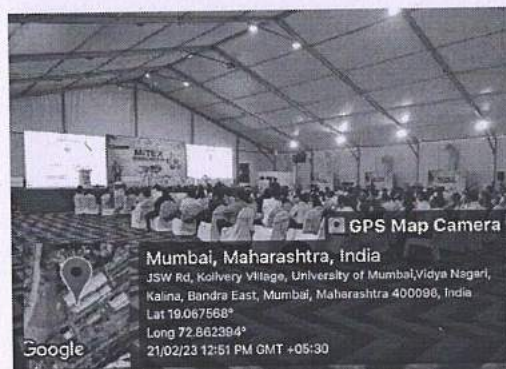 MITEX
GPS Map Camera
Mumbai, Maharashtra, India
JSW Rd, Kolivery Village, University of Mumbai,Vidya Nagari,
Kalina, Bandra East, Mumbai, Maharashtra 400098, India
Lat 19.067568°
Long 72.862394°
21/02/23 12:51 PM GMT +05:30
Google